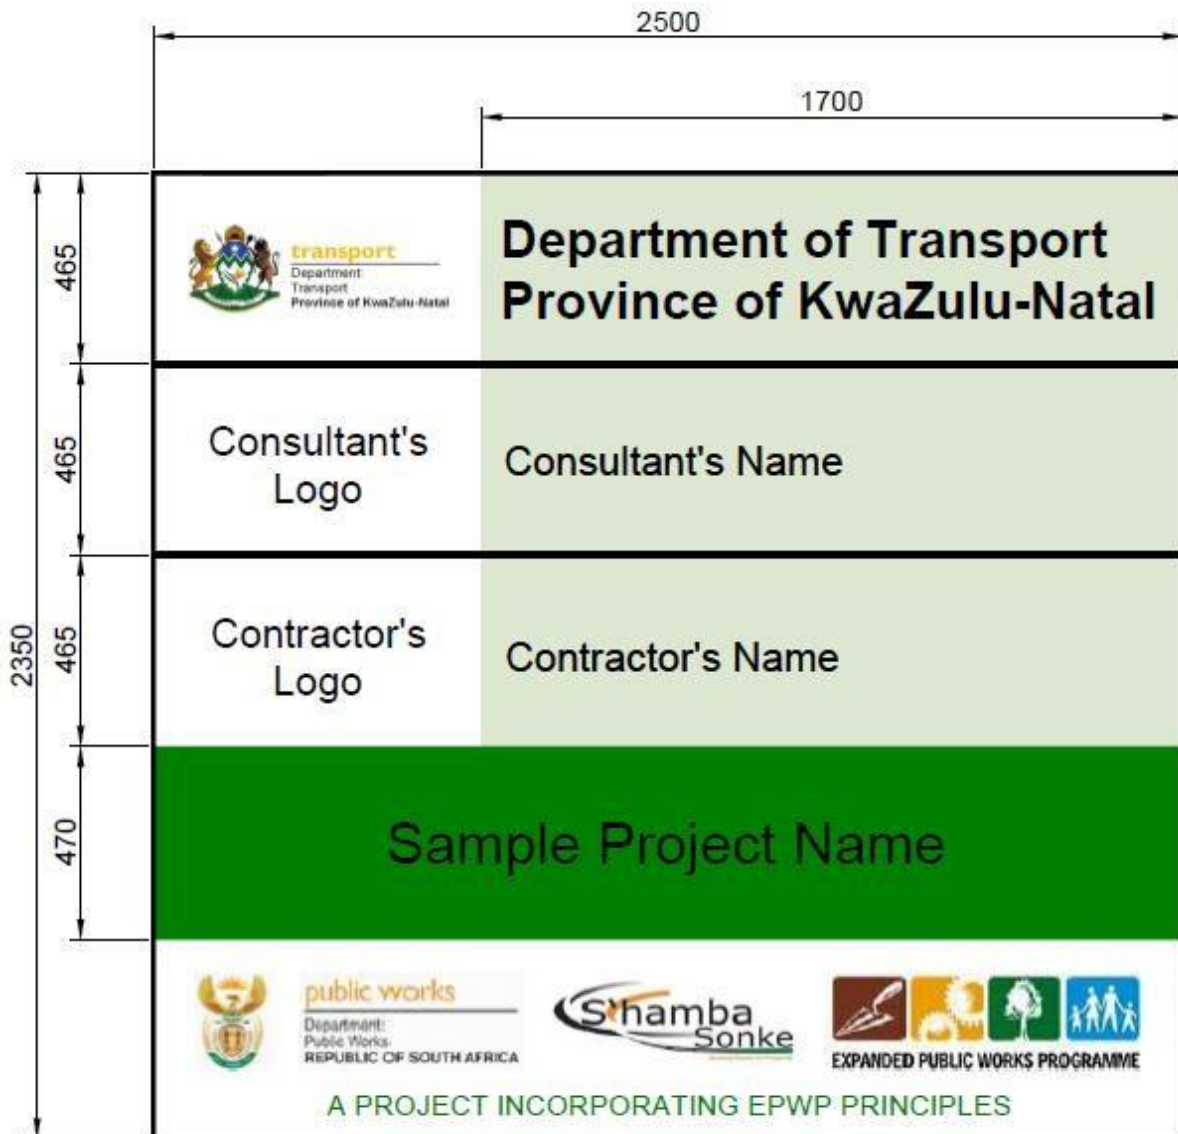 2500
1700
465
transport
Department
Transport
Province of KwaZulu-Natal
Department of Transport
Province of KwaZulu-Natal
465
Consultant's
Logo
Consultant's Name
2350
465
Contractor's
Logo
Contractor's Name
470
Sample Project Name
public works
Department:
Public Works
REPUBLIC OF SOUTH AFRICA
S'hamba
Sonke
EXPANDED PUBLIC WORKS PROGRAMME
A PROJECT INCORPORATING EPWP PRINCIPLES